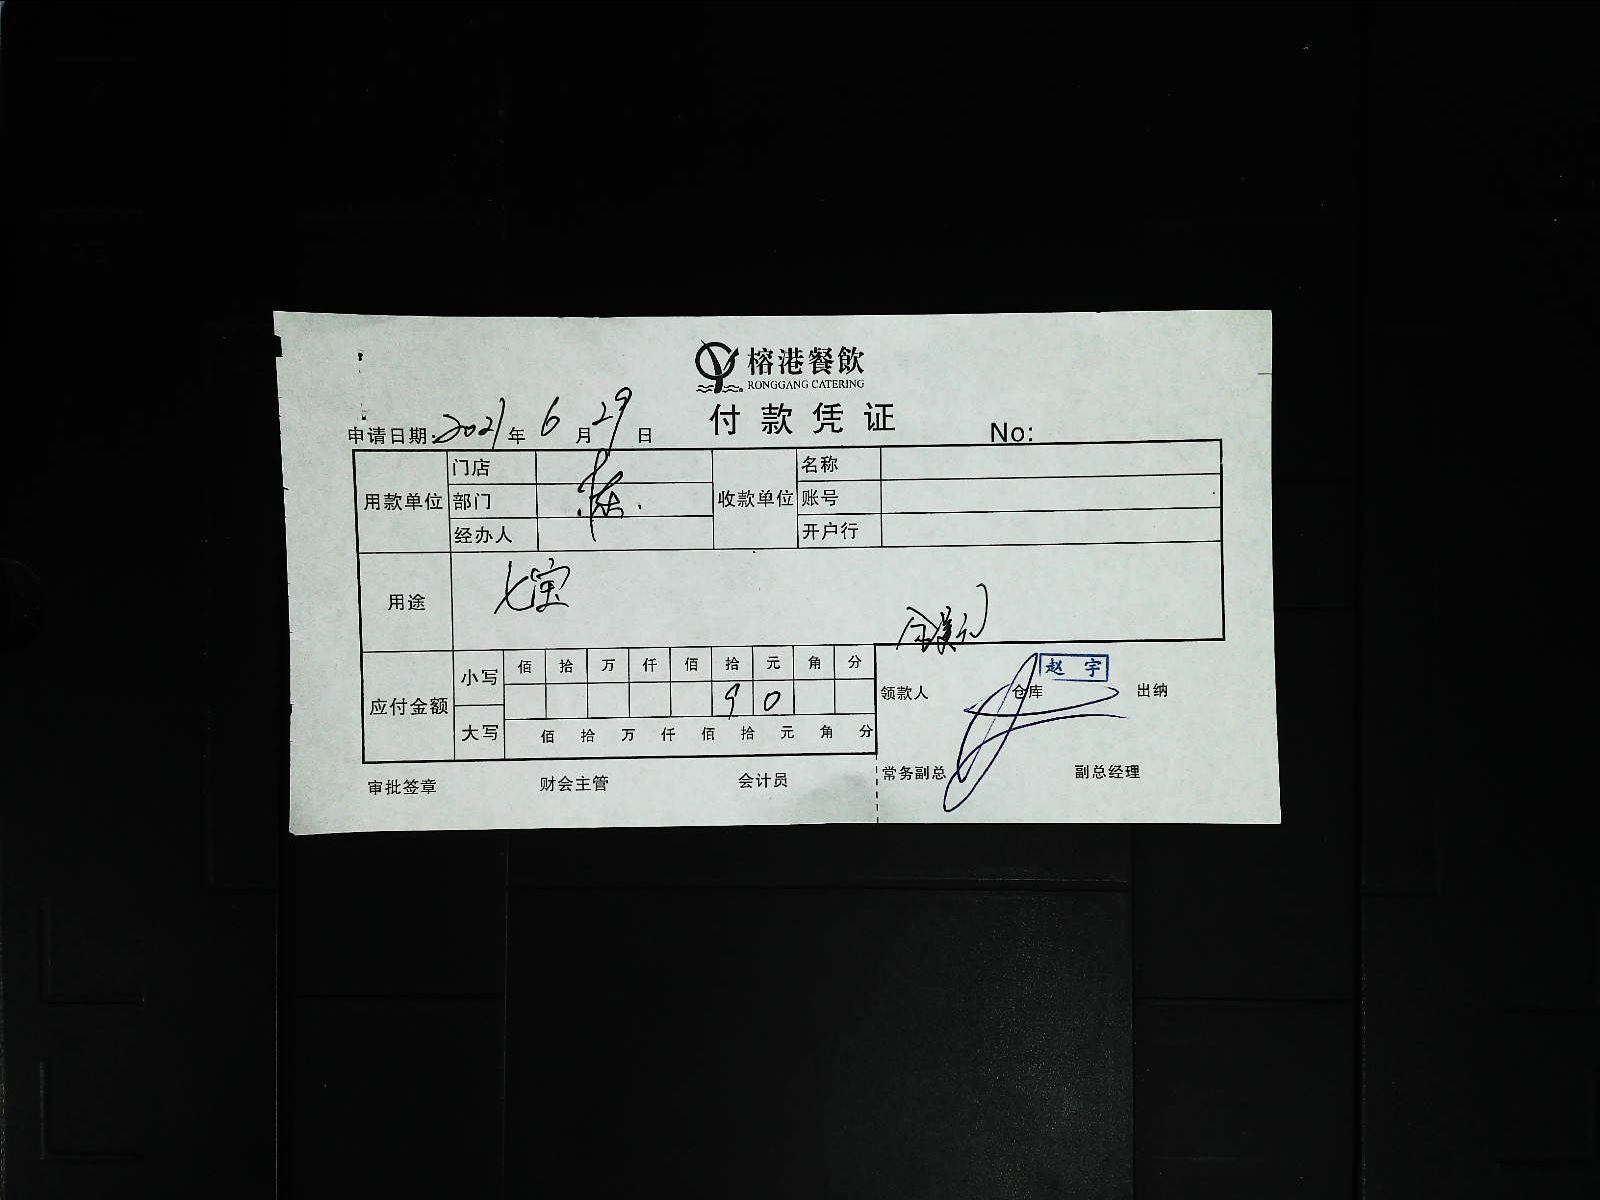 榕港餐飲
RONGGANG CATERING
付款凭证
申请日期:2021年6月29日
No:
用款单位 门店 收款单位 名称
部门 账号
经办人 开户行
用途 七宝
应付金额 小写 佰 拾 万 仟 佰 拾 元 角 分
9 0
大写 佰 拾 万 仟 佰 拾 元 角 分
领款人 仓库 赵宇 出纳
审批签章 财会主管 会计员 常务副总 副总经理